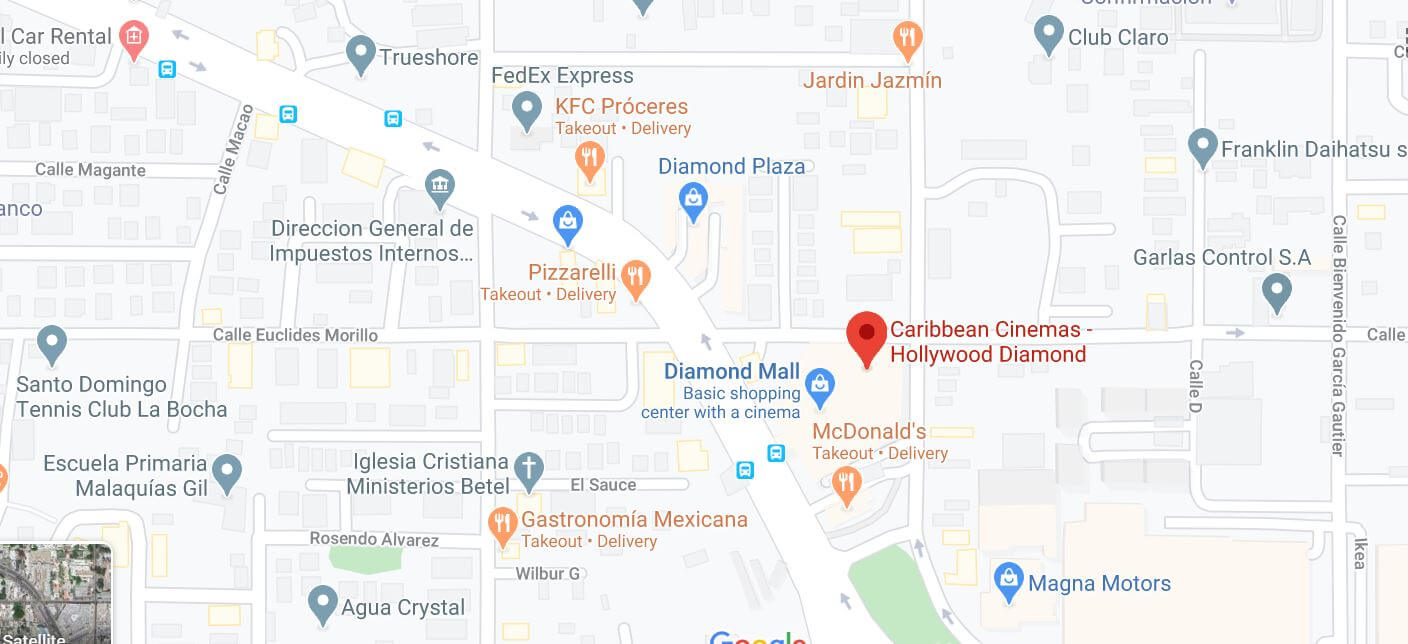 Confirmacion
l Car Rental
ily closed
Trueshore
Club Claro
FedEx Express
Jardin Jazmín
KFC Próceres
Takeout • Delivery
Calle Macao
Calle Magante
Diamond Plaza
Franklin Daihatsu s
anco
Direccion General de
Impuestos Internos...
Calle Bienvenido García Gautier
Garlas Control S.A
Pizzarelli
Takeout • Delivery
Calle Euclides Morillo
Caribbean Cinemas -
Hollywood Diamond
Calle
Santo Domingo
Tennis Club La Bocha
Diamond Mall
Basic shopping
center with a cinema
Calle D
McDonald's
Takeout • Delivery
Escuela Primaria
Malaquías Gil
Iglesia Cristiana
Ministerios Betel
El Sauce
Gastronomía Mexicana
Takeout • Delivery
Rosendo Alvarez
Ikea
Wilbur G
Magna Motors
Agua Crystal
Satellite
Google